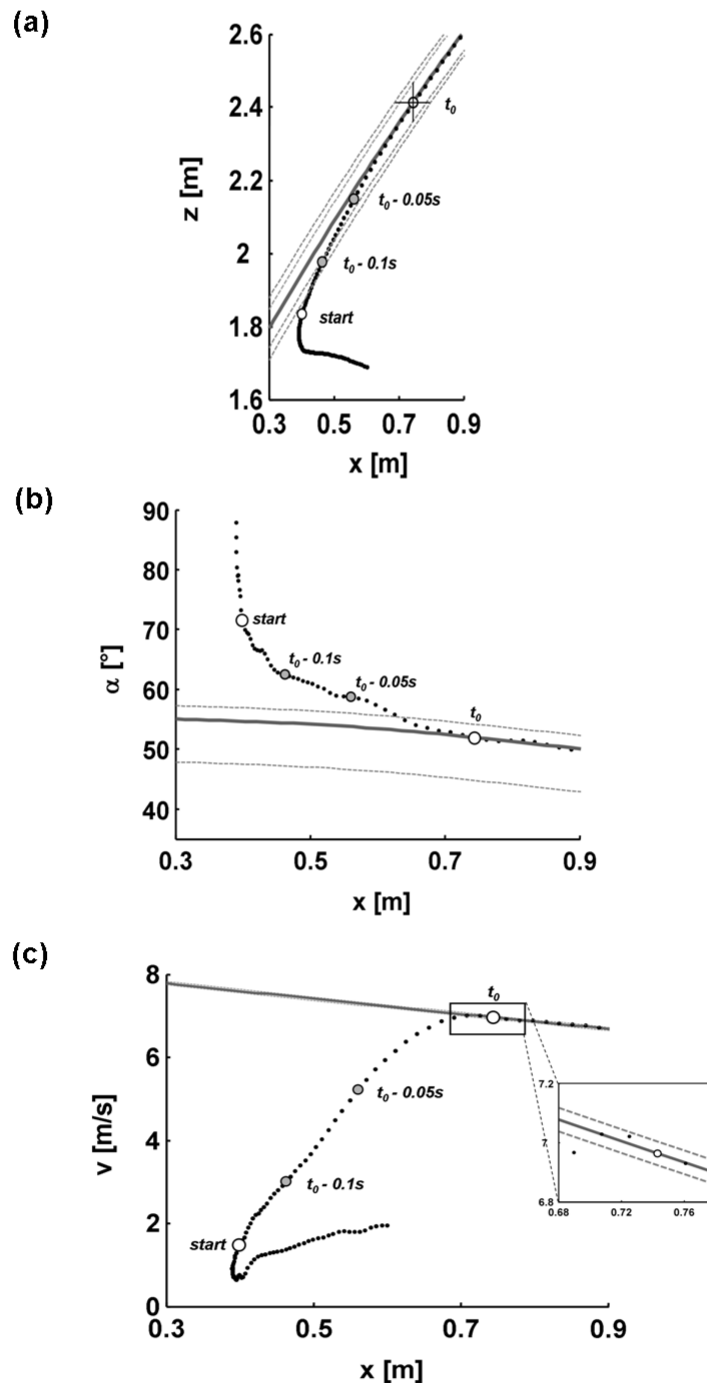 (a)
2.6
2.4
2.2
2
1.8
1.6
z [m]
t0
t0 - 0.05s
t0 - 0.1s
start
0.3 0.5 0.7 0.9
x [m]
(b)
90
80
70
60
50
40
α [°]
start
t0 - 0.1s
t0 - 0.05s
t0
0.3 0.5 0.7 0.9
x [m]
(c)
8
6
4
2
0
v [m/s]
t0
t0 - 0.05s
t0 - 0.1s
start
7.2
7
6.8
0.68 0.72 0.76
0.3 0.5 0.7 0.9
x [m]